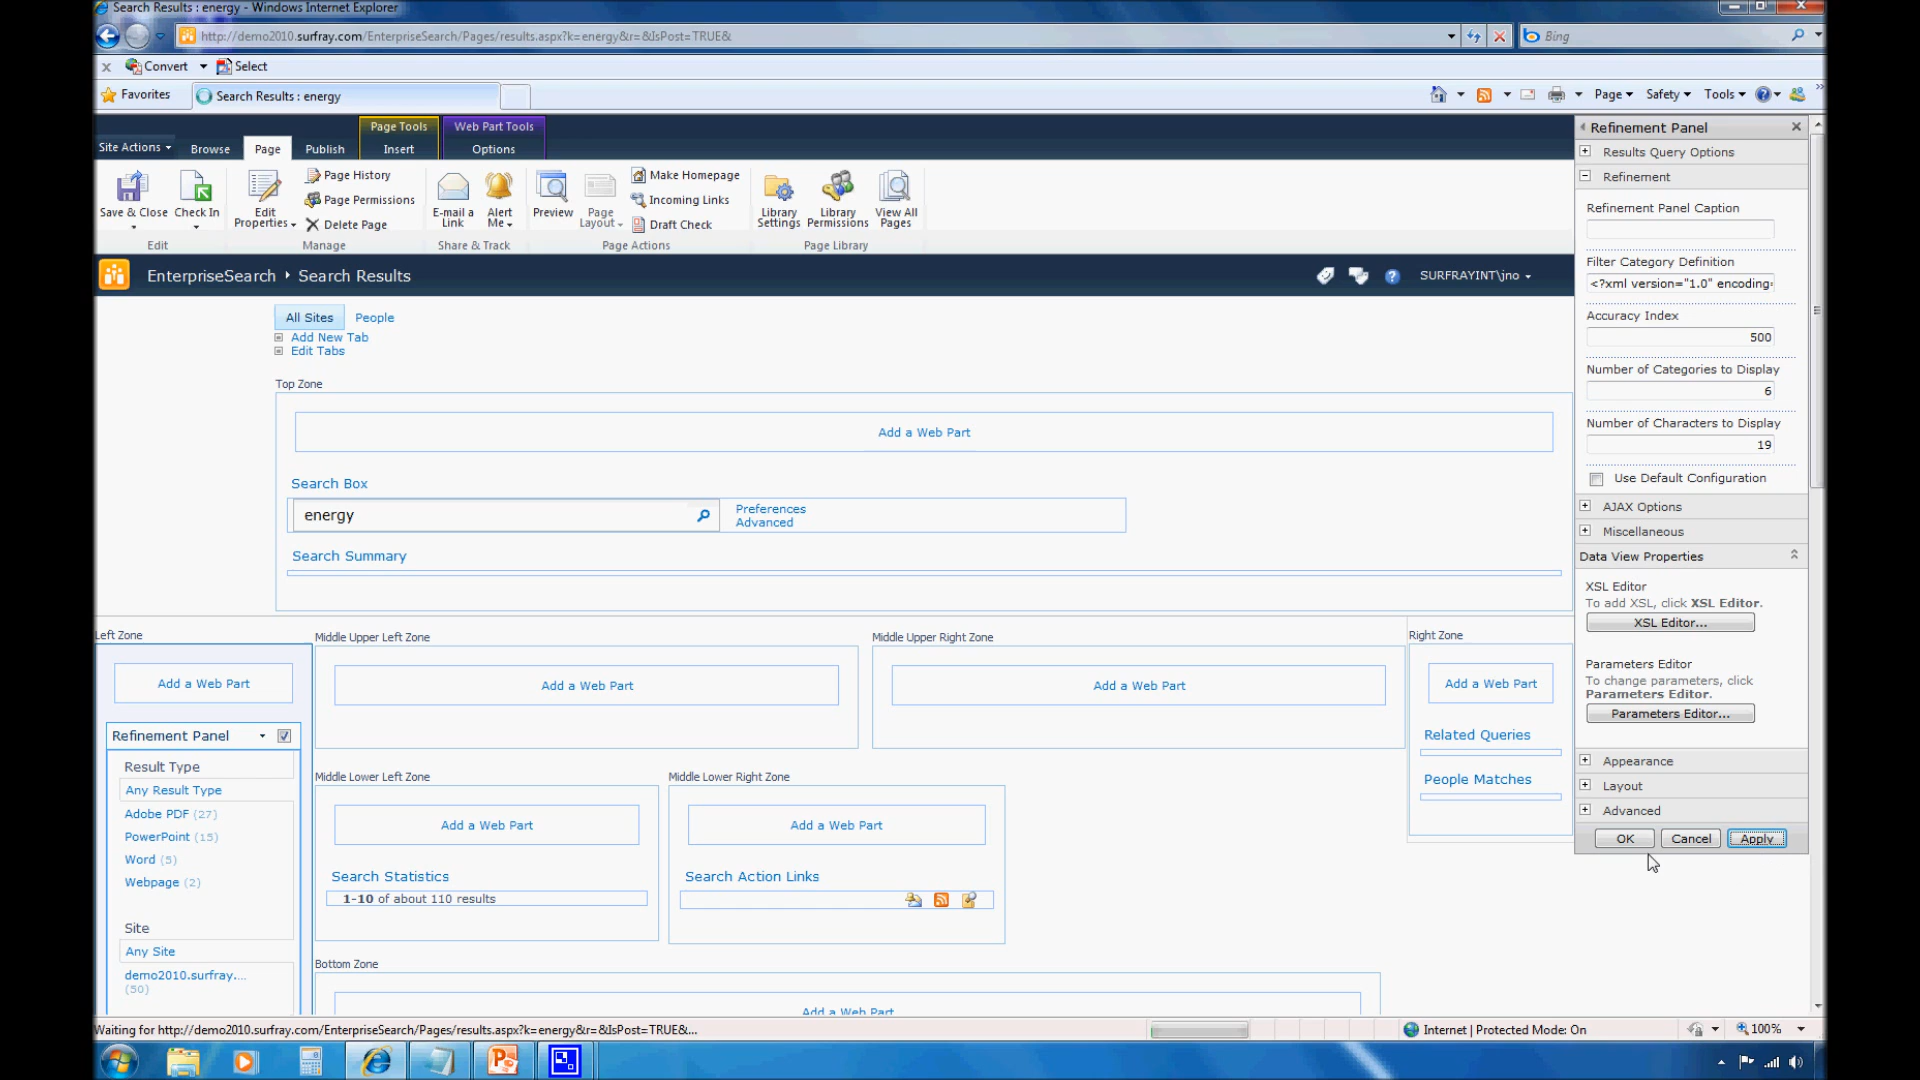 Search Results : energy - Windows Internet Explorer
http://demo2010.surfray.com/EnterpriseSearch/Pages/results.aspx?k=energy&r=&IsPost=TRUE&
Bing
x Convert Select
Favorites Search Results : energy
Page Safety Tools
Page Tools Web Part Tools
Site Actions Browse Page Publish Insert Options
Save & Close Check In
Edit Properties
Page History
Page Permissions
Delete Page
E-mail a Link
Alert Me
Preview
Page Layout
Make Homepage
Incoming Links
Draft Check
Library Settings
Library Permissions
View All Pages
Edit Manage Share & Track Page Actions Page Library
EnterpriseSearch Search Results
SURFRAYINT\jno
All Sites People
Add New Tab
Edit Tabs
Top Zone
Add a Web Part
Search Box
energy
Preferences
Advanced
Search Summary
Left Zone
Add a Web Part
Refinement Panel
Result Type
Any Result Type
Adobe PDF (27)
PowerPoint (15)
Word (5)
Webpage (2)
Site
Any Site
demo2010.surfray....
(50)
Middle Upper Left Zone
Add a Web Part
Middle Upper Right Zone
Add a Web Part
Right Zone
Add a Web Part
Related Queries
People Matches
Middle Lower Left Zone
Add a Web Part
Search Statistics
1-10 of about 110 results
Middle Lower Right Zone
Add a Web Part
Search Action Links
Bottom Zone
Add a Web Part
Refinement Panel
Results Query Options
Refinement
Refinement Panel Caption
Filter Category Definition
<?xml version="1.0" encoding=
Accuracy Index
500
Number of Categories to Display
6
Number of Characters to Display
19
Use Default Configuration
AJAX Options
Miscellaneous
Data View Properties
XSL Editor
To add XSL, click XSL Editor.
XSL Editor...
Parameters Editor
To change parameters, click
Parameters Editor.
Parameters Editor...
Appearance
Layout
Advanced
OK Cancel Apply
Waiting for http://demo2010.surfray.com/EnterpriseSearch/Pages/results.aspx?k=energy&r=&IsPost=TRUE&...
Internet | Protected Mode: On
100%